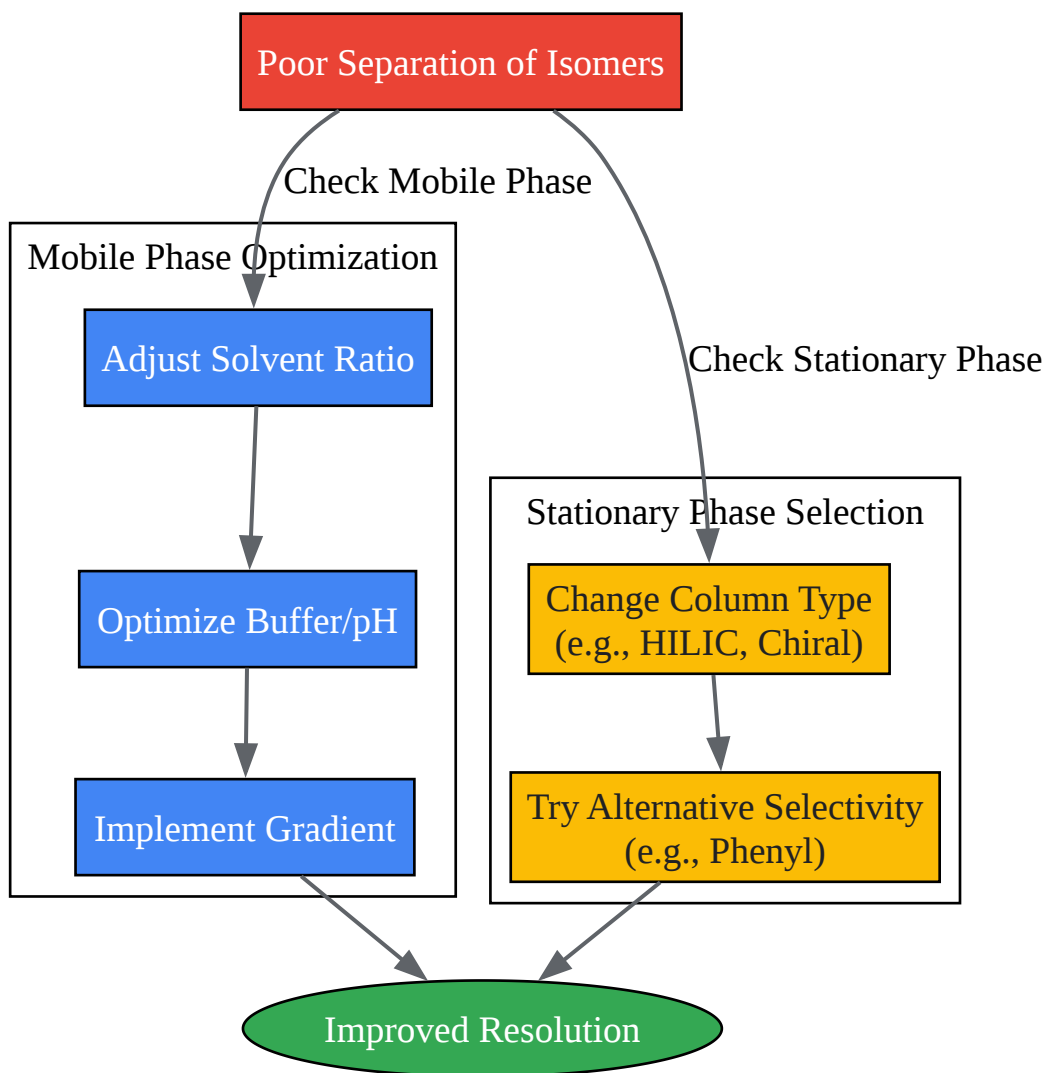 Poor Separation of Isomers
Check Mobile Phase
Mobile Phase Optimization
Adjust Solvent Ratio
Check Stationary Phase
Optimize Buffer/pH
Implement Gradient
Stationary Phase Selection
Change Column Type
(e.g., HILIC, Chiral)
Try Alternative Selectivity
(e.g., Phenyl)
Improved Resolution